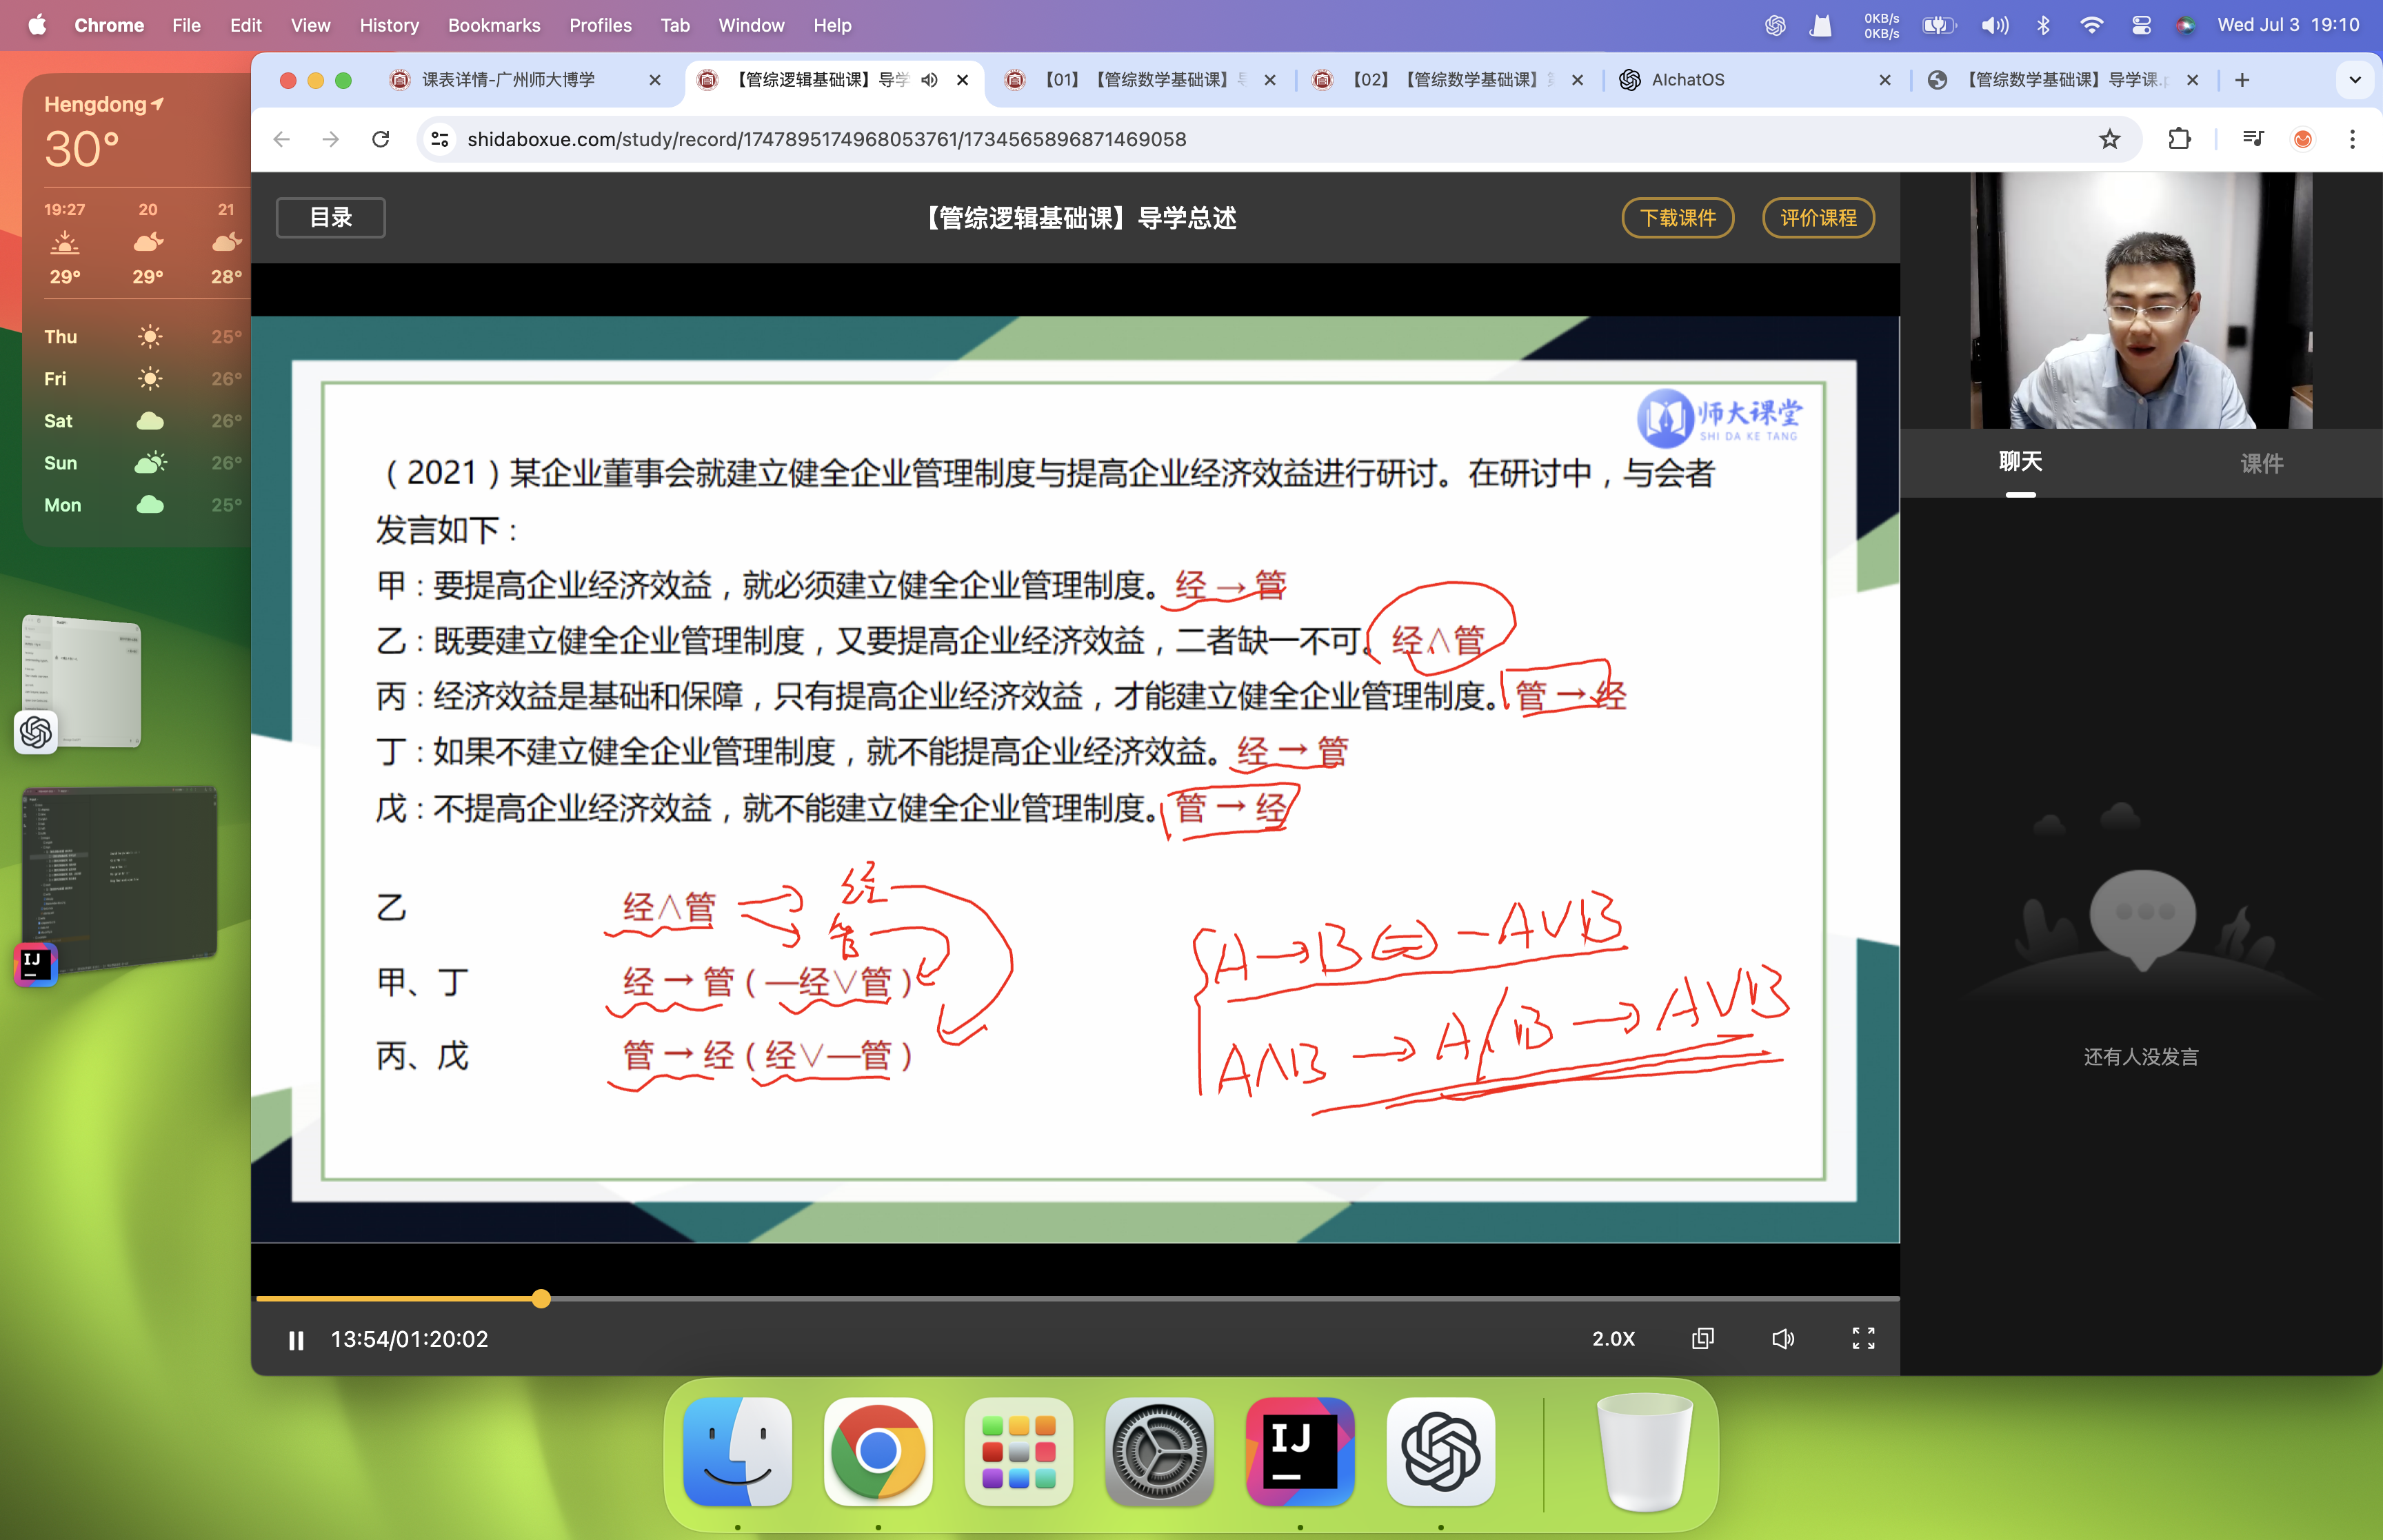 Chrome File Edit View History Bookmarks Profiles Tab Window Help
0KB/s
0KB/s
Wed Jul 3 19:10
Hengdong
30°
19:27 20 21
29° 29° 28°
Thu 25°
Fri 26°
Sat 26°
Sun 26°
Mon 25°
课表详情-广州师大博学
【管综逻辑基础课】导学
【01】【管综数学基础课】
【02】【管综数学基础课】
AIchatOS
【管综数学基础课】导学课.
shidaboxue.com/study/record/1747895174968053761/1734565896871469058
目录
【管综逻辑基础课】导学总述
下载课件
评价课程
师大课堂
SHI DA KE TANG
（2021）某企业董事会就建立健全企业管理制度与提高企业经济效益进行研讨。在研讨中，与会者
发言如下：
甲：要提高企业经济效益，就必须建立健全企业管理制度。经→管
乙：既要建立健全企业管理制度，又要提高企业经济效益，二者缺一不可。经∧管
丙：经济效益是基础和保障，只有提高企业经济效益，才能建立健全企业管理制度。管→经
丁：如果不建立健全企业管理制度，就不能提高企业经济效益。经→管
戊：不提高企业经济效益，就不能建立健全企业管理制度。管→经
乙 经∧管 经
管
甲、丁 经→管（—经∨管）
丙、戊 管→经（经∨—管）
A→B⇔-A∨B
A∧B→A/B→A∨B
聊天
课件
还有人没发言
13:54/01:20:02
2.0X
IJ
IJ